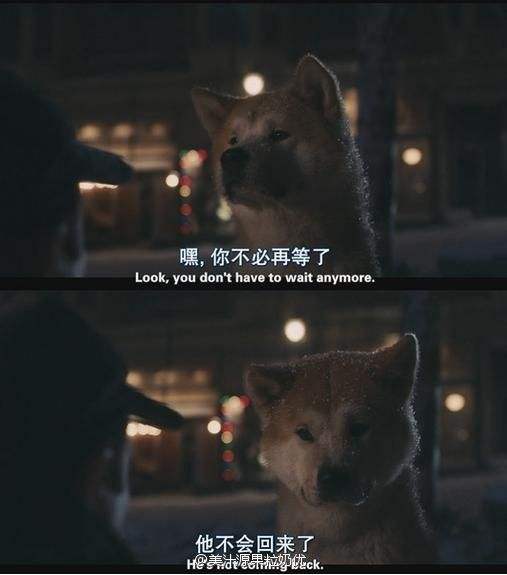 嘿, 你不必再等了
Look, you don't have to wait anymore.
他不会回来了
@美汁源果粒奶优
He's not coming back.